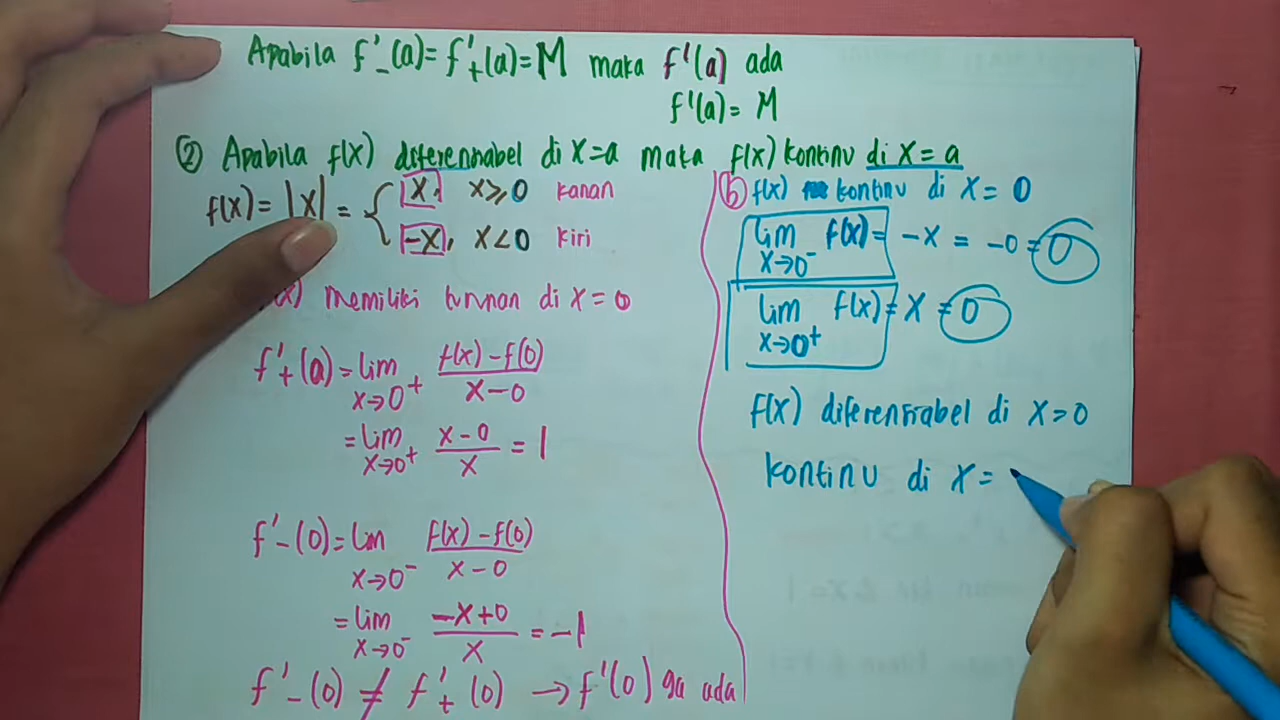 Apabila f'₋(a) = f'₊(a) = M maka f'(a) ada
f'(a) = M
② Apabila f(x) diferensiabel di x=a maka f(x) kontinu di x = a
f(x) = |x| = { x, x ≥ 0 kanan
-x, x < 0 kiri
(x) memiliki turunan di x = 0
f'₊(a) = lim x→0⁺ f(x) - f(0) / x - 0
= lim x→0⁺ x - 0 / x = 1
f'₋(0) = lim x→0⁻ f(x) - f(0) / x - 0
= lim x→0⁻ -x + 0 / x = -1
f'₋(0) ≠ f'₊(0) → f'(0) ga ada
ⓑ f(x) kontinu di x = 0
lim x→0⁻ f(x) = -x = -0 = 0
lim x→0⁺ f(x) = x = 0
f(x) diferensiabel di x=0
kontinu di x =